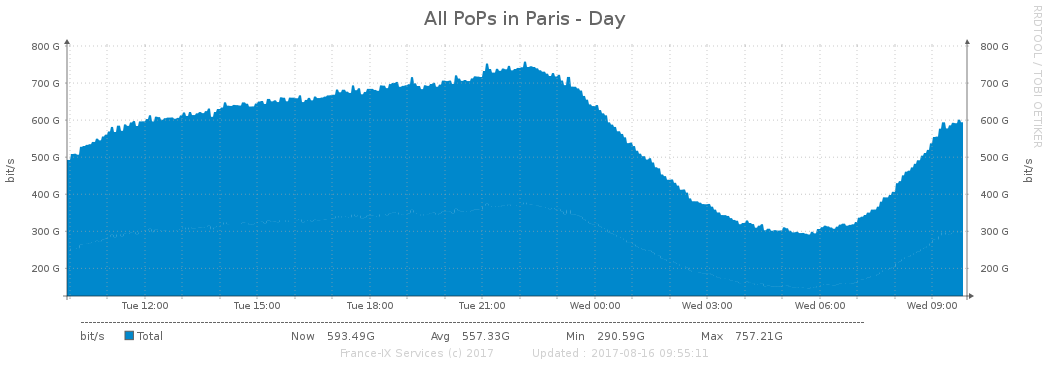 All PoPs in Paris - Day
RRDTOOL / TOBI OETIKER
800 G 800 G
700 G 700 G
600 G 600 G
500 G 500 G
400 G 400 G
300 G 300 G
200 G 200 G
bit/s bit/s
Tue 12:00 Tue 15:00 Tue 18:00 Tue 21:00 Wed 00:00 Wed 03:00 Wed 06:00 Wed 09:00
bit/s Total Now 593.49G Avg 557.33G Min 290.59G Max 757.21G
France-IX Services (c) 2017 Updated : 2017-08-16 09:55:11